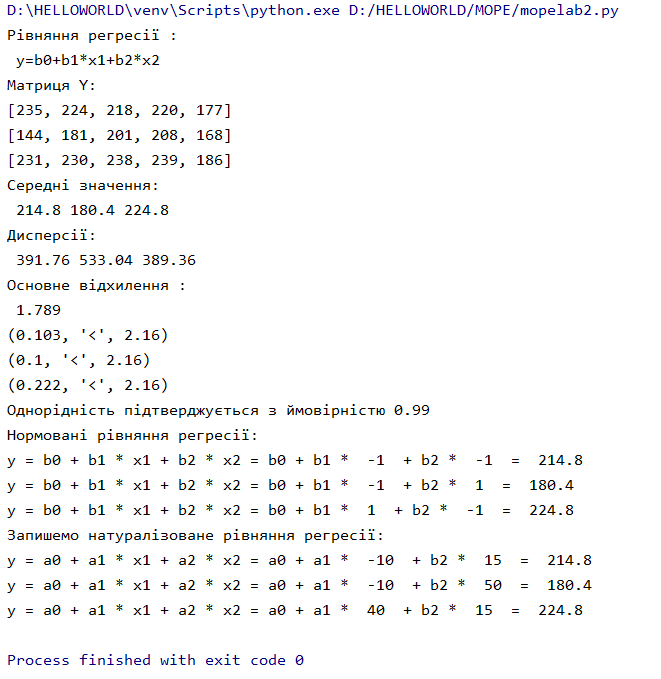 D:\HELLOWORLD\venv\Scripts\python.exe D:/HELLOWORLD/MOPE/mopelab2.py
Рівняння регресії :
y=b0+b1*x1+b2*x2
Матриця Y:
[235, 224, 218, 220, 177]
[144, 181, 201, 208, 168]
[231, 230, 238, 239, 186]
Середні значення:
214.8 180.4 224.8
Дисперсії:
391.76 533.04 389.36
Основне відхилення :
1.789
(0.103, '<', 2.16)
(0.1, '<', 2.16)
(0.222, '<', 2.16)
Однорідність підтверджується з ймовірністю 0.99
Нормовані рівняння регресії:
y = b0 + b1 * x1 + b2 * x2 = b0 + b1 *  -1  + b2 *  -1  =  214.8
y = b0 + b1 * x1 + b2 * x2 = b0 + b1 *  -1  + b2 *  1  =  180.4
y = b0 + b1 * x1 + b2 * x2 = b0 + b1 *  1  + b2 *  -1  =  224.8
Запишемо натуралізоване рівняння регресії:
y = a0 + a1 * x1 + a2 * x2 = a0 + a1 *  -10  + b2 *  15  =  214.8
y = a0 + a1 * x1 + a2 * x2 = a0 + a1 *  -10  + b2 *  50  =  180.4
y = a0 + a1 * x1 + a2 * x2 = a0 + a1 *  40  + b2 *  15  =  224.8
Process finished with exit code 0